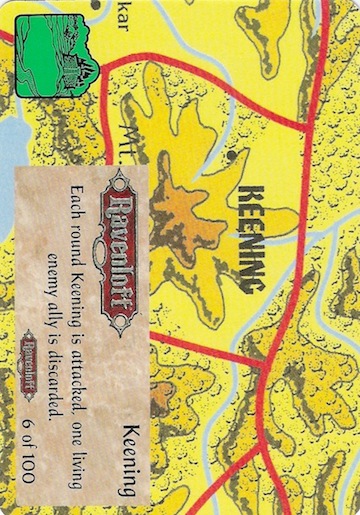 kar
Mt.
KEENING
Ravenloft
Keening
Each round Keening is attacked, one living
enemy ally is discarded.
Ravenloft
6 of 100